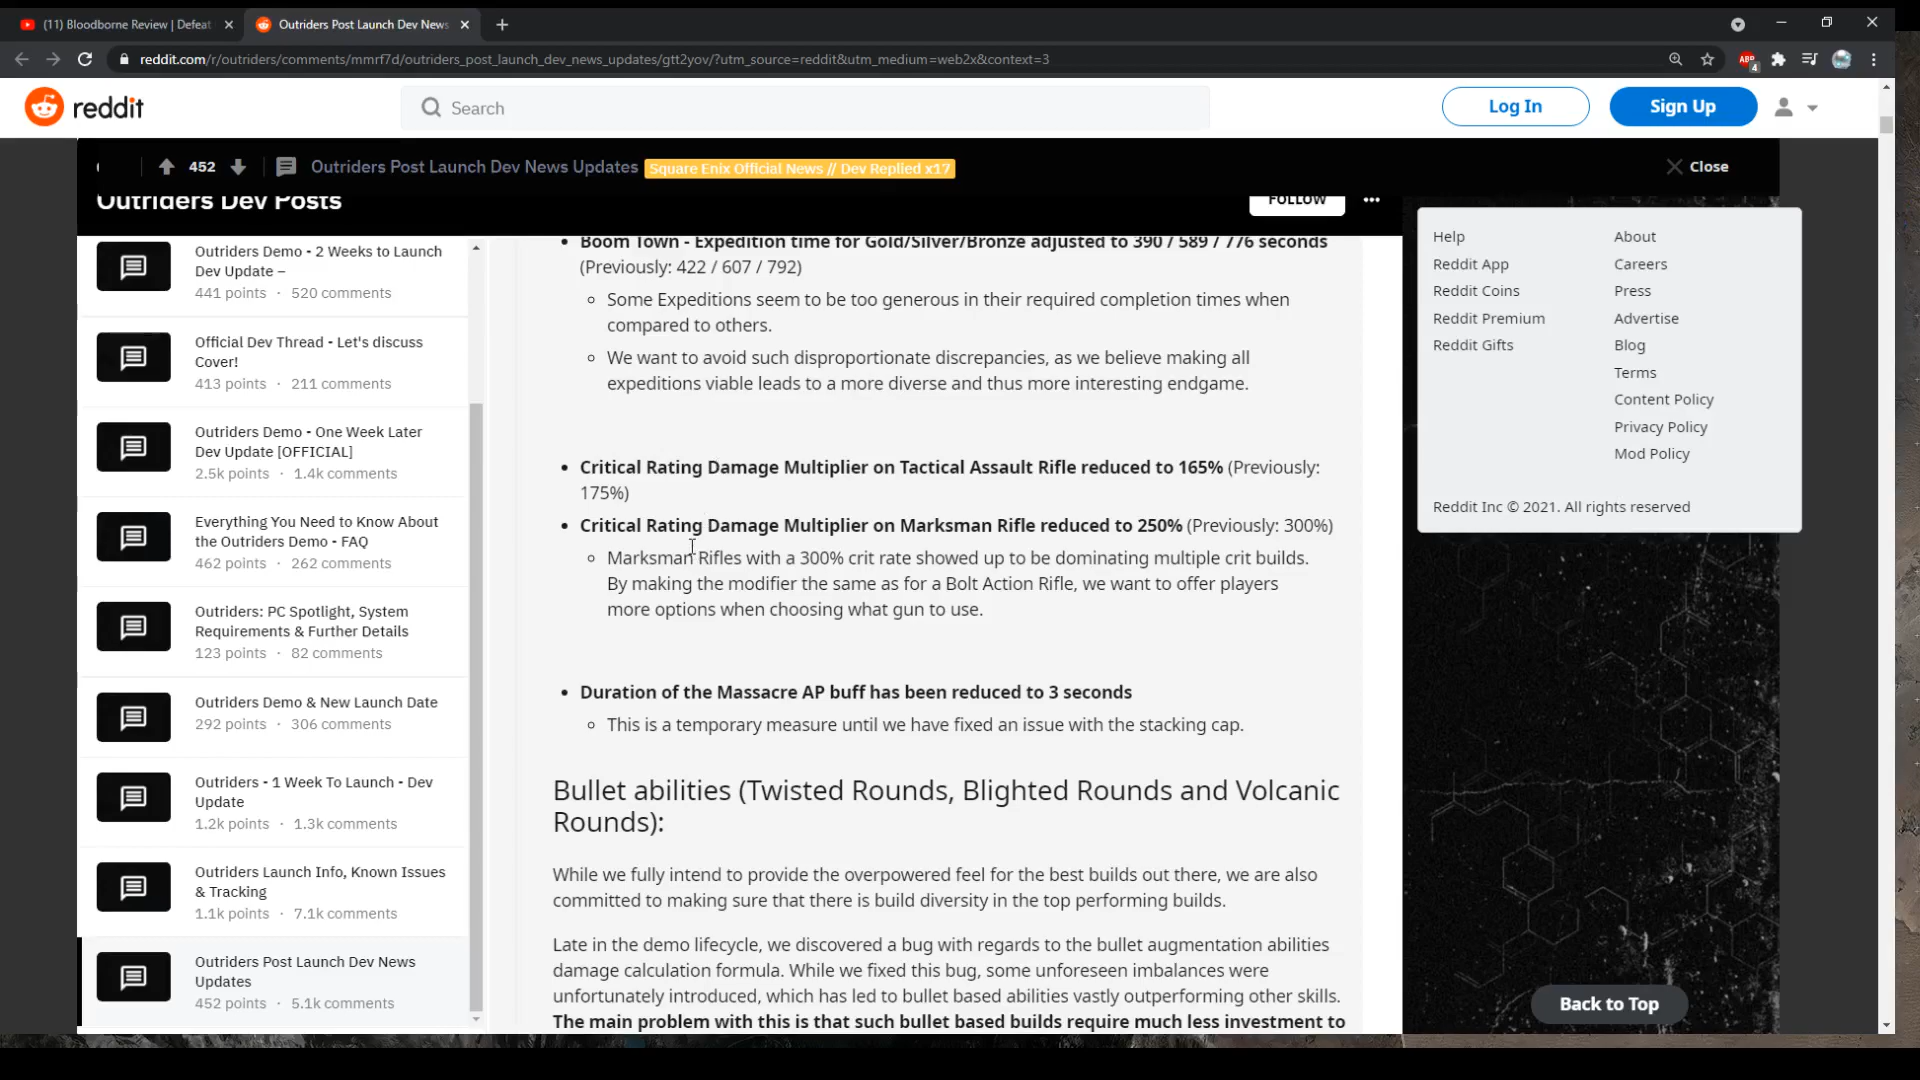 (11) Bloodborne Review | Defeat
Outriders Post Launch Dev News
reddit.com/r/outriders/comments/mmrf7d/outriders_post_launch_dev_news_updates/gtt2yov/?utm_source=reddit&utm_medium=web2x&context=3
ABP
4
reddit
Search
Log In
Sign Up
452
Outriders Post Launch Dev News Updates
Square Enix Official News // Dev Replied x17
Close
Outriders Dev Posts
FOLLOW
Outriders Demo - 2 Weeks to Launch
Dev Update –
441 points · 520 comments
Official Dev Thread - Let's discuss
Cover!
413 points · 211 comments
Outriders Demo - One Week Later
Dev Update [OFFICIAL]
2.5k points · 1.4k comments
Everything You Need to Know About
the Outriders Demo - FAQ
462 points · 262 comments
Outriders: PC Spotlight, System
Requirements & Further Details
123 points · 82 comments
Outriders Demo & New Launch Date
292 points · 306 comments
Outriders - 1 Week To Launch - Dev
Update
1.2k points · 1.3k comments
Outriders Launch Info, Known Issues
& Tracking
1.1k points · 7.1k comments
Outriders Post Launch Dev News
Updates
452 points · 5.1k comments
• Boom Town - Expedition time for Gold/Silver/Bronze adjusted to 390 / 589 / 776 seconds
(Previously: 422 / 607 / 792)
Some Expeditions seem to be too generous in their required completion times when
compared to others.
We want to avoid such disproportionate discrepancies, as we believe making all
expeditions viable leads to a more diverse and thus more interesting endgame.
• Critical Rating Damage Multiplier on Tactical Assault Rifle reduced to 165% (Previously:
175%)
• Critical Rating Damage Multiplier on Marksman Rifle reduced to 250% (Previously: 300%)
Marksman Rifles with a 300% crit rate showed up to be dominating multiple crit builds.
By making the modifier the same as for a Bolt Action Rifle, we want to offer players
more options when choosing what gun to use.
• Duration of the Massacre AP buff has been reduced to 3 seconds
This is a temporary measure until we have fixed an issue with the stacking cap.
Bullet abilities (Twisted Rounds, Blighted Rounds and Volcanic
Rounds):
While we fully intend to provide the overpowered feel for the best builds out there, we are also
committed to making sure that there is build diversity in the top performing builds.
Late in the demo lifecycle, we discovered a bug with regards to the bullet augmentation abilities
damage calculation formula. While we fixed this bug, some unforeseen imbalances were
unfortunately introduced, which has led to bullet based abilities vastly outperforming other skills.
The main problem with this is that such bullet based builds require much less investment to
Help
Reddit App
Reddit Coins
Reddit Premium
Reddit Gifts
About
Careers
Press
Advertise
Blog
Terms
Content Policy
Privacy Policy
Mod Policy
Reddit Inc © 2021. All rights reserved
Back to Top